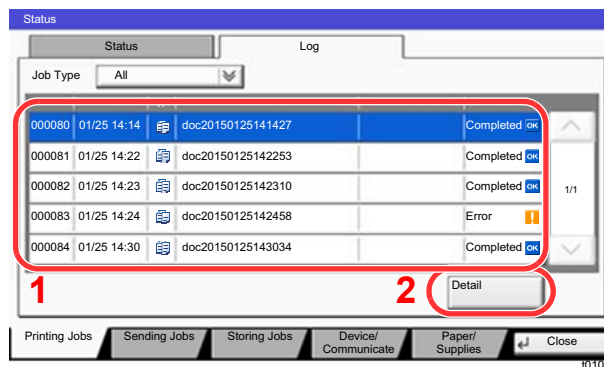 Status
Status Log
Job Type All
000080 01/25 14:14 doc20150125141427 Completed OK
000081 01/25 14:22 doc20150125142253 Completed OK
000082 01/25 14:23 doc20150125142310 Completed OK
1/1
000083 01/25 14:24 doc20150125142458 Error !
000084 01/25 14:30 doc20150125143034 Completed OK
1 2 Detail
Printing Jobs Sending Jobs Storing Jobs Device/ Communicate Paper/ Supplies Close